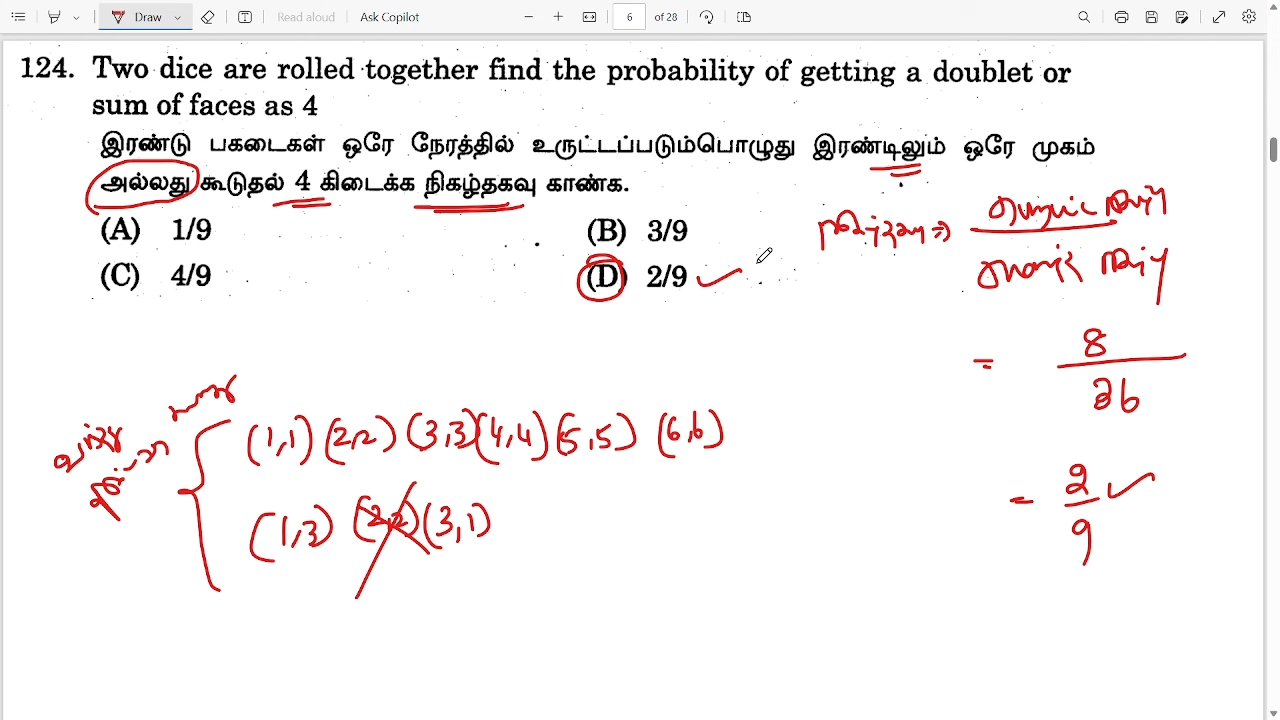 Draw
Read aloud
Ask Copilot
6
of 28
124. Two dice are rolled together find the probability of getting a doublet or
sum of faces as 4
இரண்டு பகடைகள் ஒரே நேரத்தில் உருட்டப்படும்பொழுது இரண்டிலும் ஒரே முகம்
அல்லது கூடுதல் 4 கிடைக்க நிகழ்தகவு காண்க.
(A) 1/9
(B) 3/9
(C) 4/9
(D) 2/9
= 8
36
= 2
9
(1,1) (2,2) (3,3) (4,4) (5,5) (6,6)
(1,3) (2,2) (3,1)